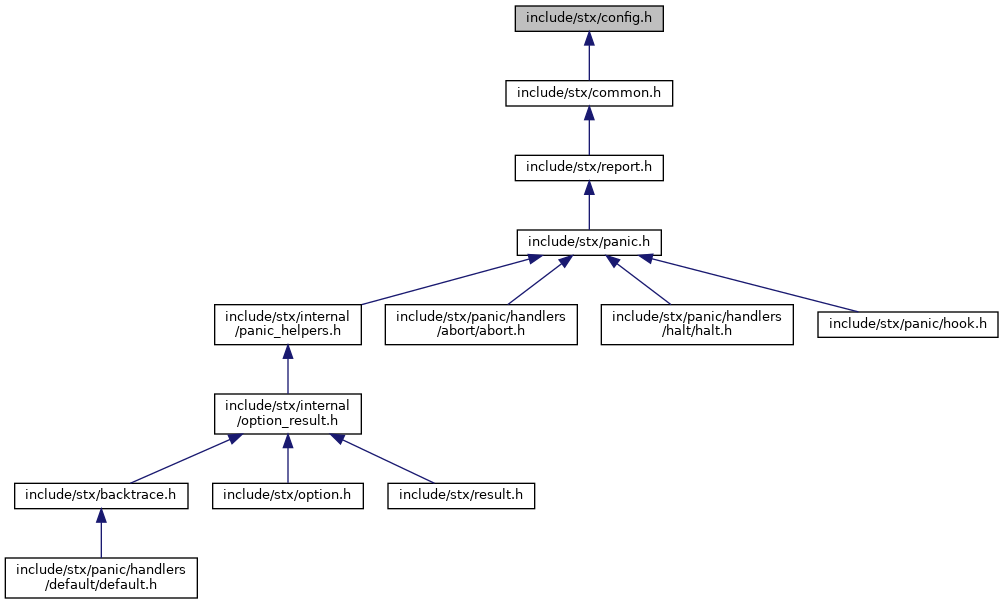 include/stx/config.h
include/stx/common.h
include/stx/report.h
include/stx/panic.h
include/stx/internal
/panic_helpers.h
include/stx/panic/handlers
/abort/abort.h
include/stx/panic/handlers
/halt/halt.h
include/stx/panic/hook.h
include/stx/internal
/option_result.h
include/stx/backtrace.h
include/stx/option.h
include/stx/result.h
include/stx/panic/handlers
/default/default.h